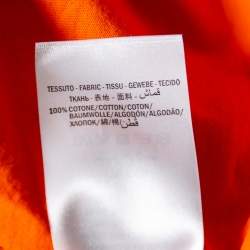 TESSUTO - FABRIC - TISSU - GEWEBE - TECIDO
ТКАНЬ - 表地 - 面料 - قماش
100% COTONE/COTTON/COTON/
BAUMWOLLE/ALGODÓN/ALGODÃO/
ХЛОПОК/綿/棉/قطن